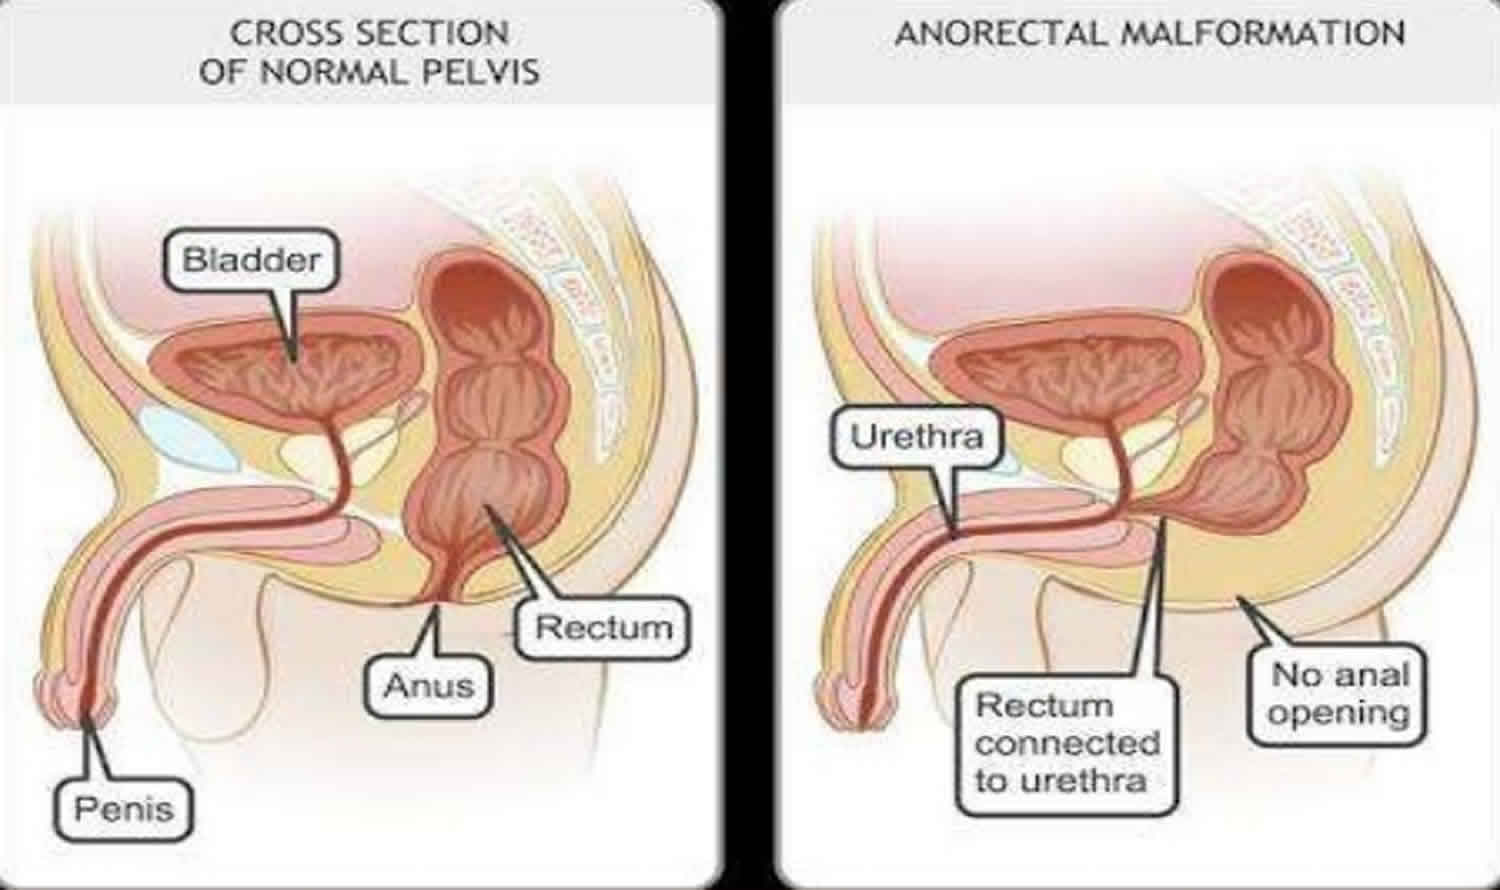 CROSS SECTION
OF NORMAL PELVIS
Bladder
Rectum
Anus
Penis
ANORECTAL MALFORMATION
Urethra
No anal
opening
Rectum
connected
to urethra